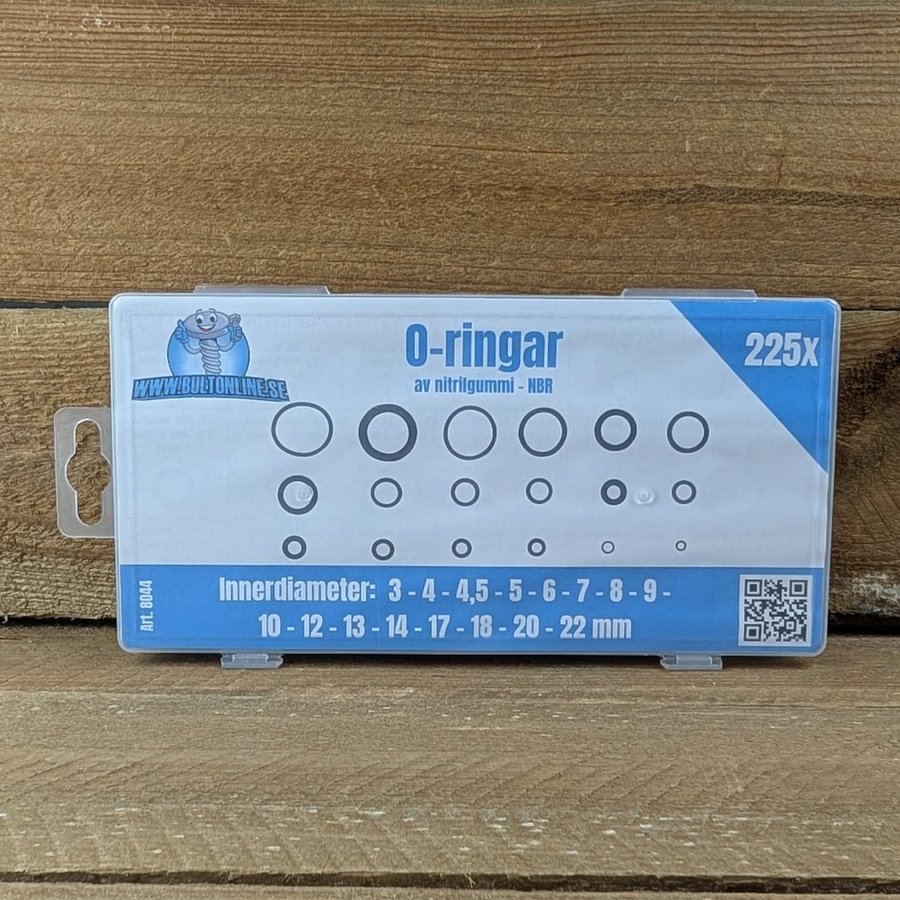 O-ringar
225x
av nitrilgummi - NBR
WWW.BULTONLINE.SE
Innerdiameter: 3 - 4 - 4,5 - 5 - 6 - 7 - 8 - 9 -
10 - 12 - 13 - 14 - 17 - 18 - 20 - 22 mm
Art. 8044